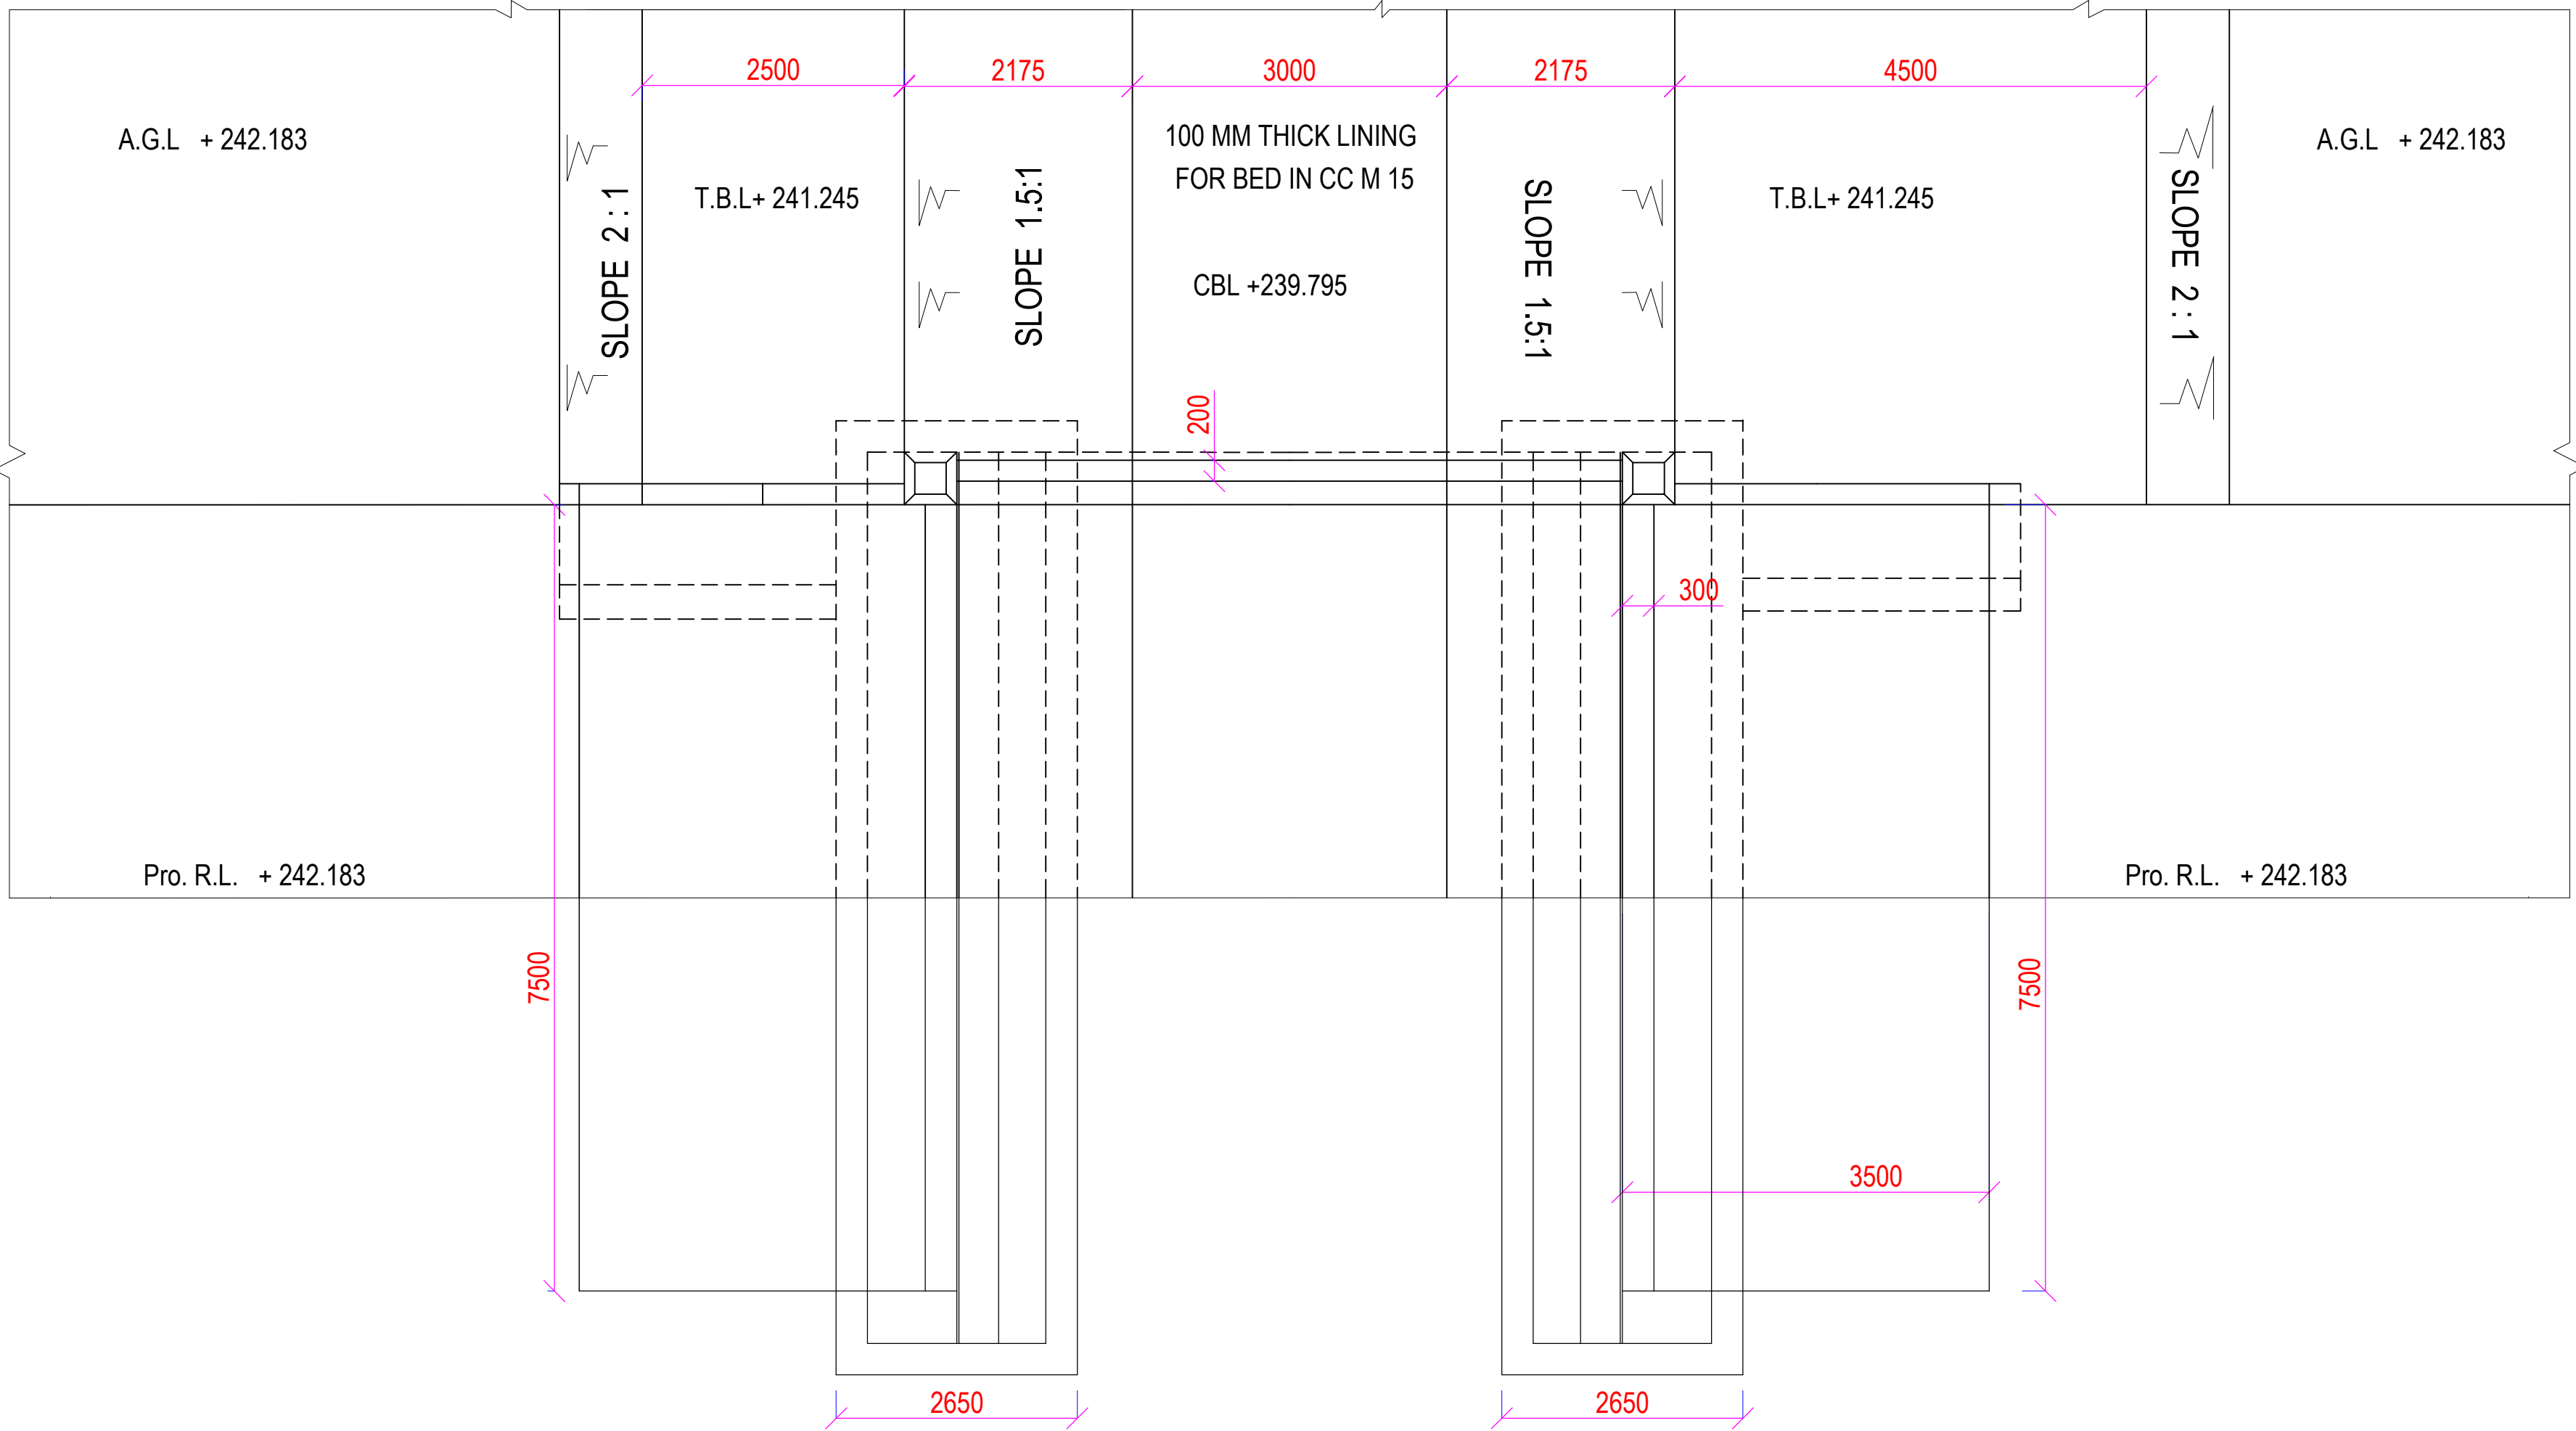 2500
2175
3000
2175
4500
A.G.L + 242.183
100 MM THICK LINING
FOR BED IN CC M 15
A.G.L + 242.183
SLOPE 2 : 1
T.B.L+ 241.245
SLOPE 1.5:1
CBL +239.795
SLOPE 1.5:1
T.B.L+ 241.245
SLOPE 2 : 1
200
300
Pro. R.L. + 242.183
Pro. R.L. + 242.183
7500
7500
3500
2650
2650